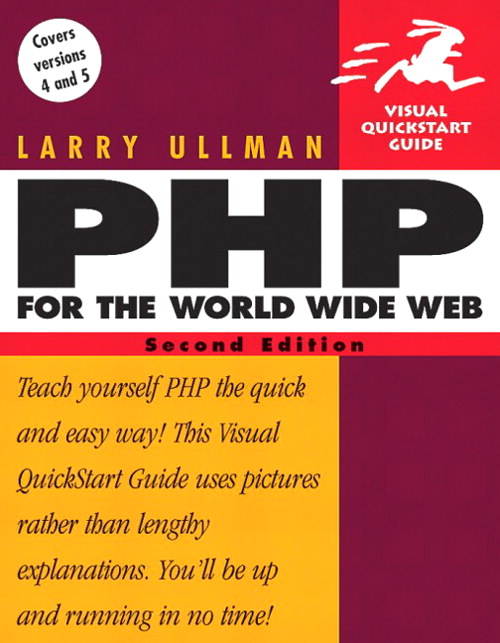 Covers
versions
4 and 5
VISUAL
QUICKSTART
GUIDE
LARRY ULLMAN
PHP
FOR THE WORLD WIDE WEB
Second Edition
Teach yourself PHP the quick
and easy way! This Visual
QuickStart Guide uses pictures
rather than lengthy
explanations. You'll be up
and running in no time!